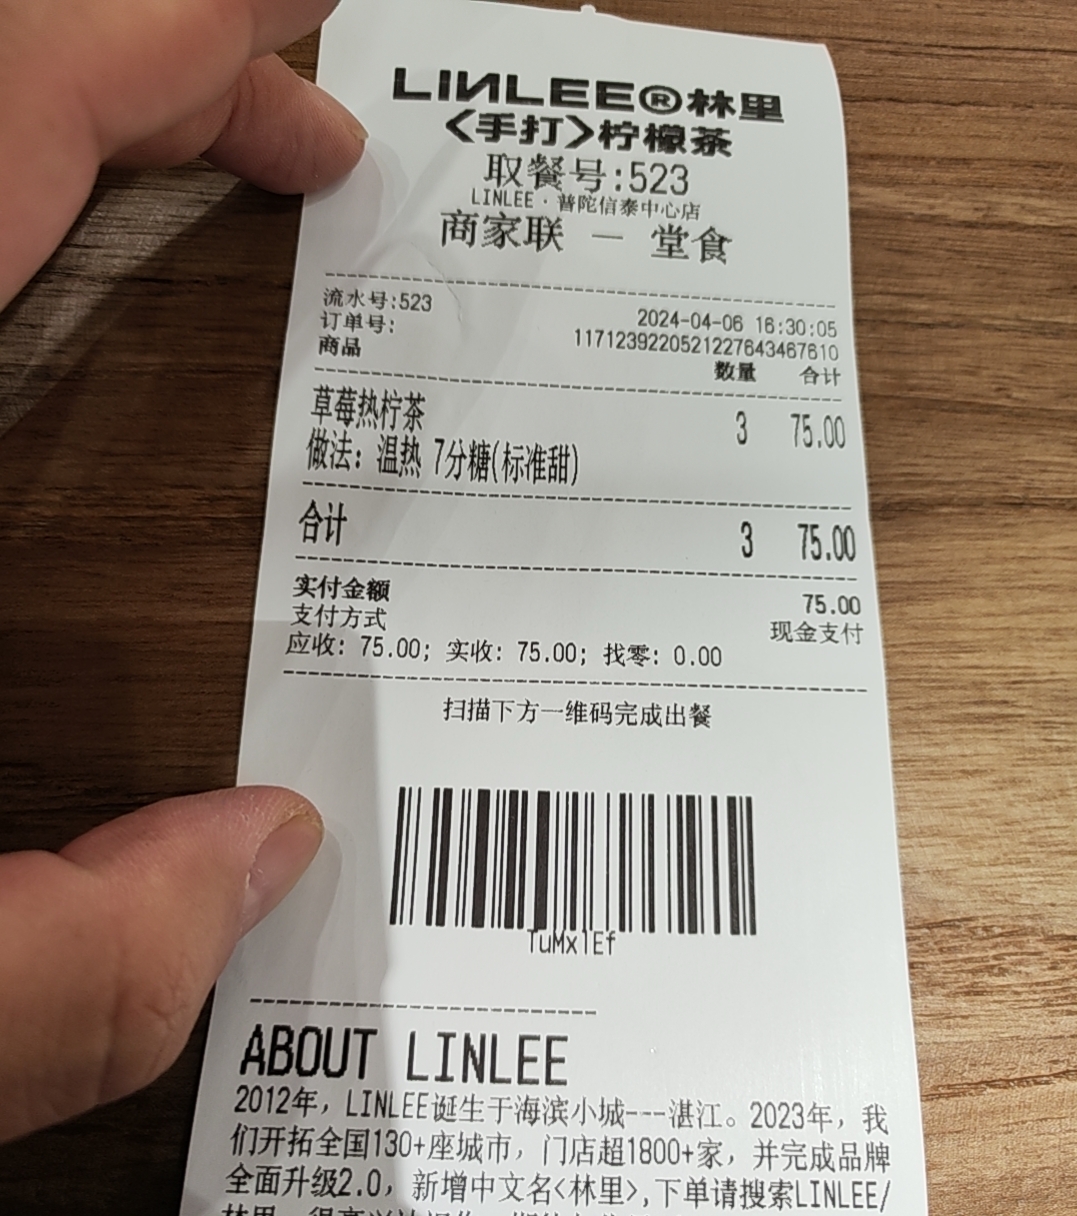 LINLEE®林里
<手打>柠檬茶
取餐号:523
LINLEE·普陀信泰中心店
商家联 — 堂食
流水号:523 2024-04-06 16:30:05
订单号: 1171239220521227643467610
商品 数量 合计
草莓热柠茶 3 75.00
做法: 温热 7分糖(标准甜)
合计 3 75.00
实付金额 75.00
支付方式 现金支付
应收: 75.00; 实收: 75.00; 找零: 0.00
扫描下方一维码完成出餐
TuMx1Ef
ABOUT LINLEE
2012年, LINLEE诞生于海滨小城---湛江。2023年, 我
们开拓全国130+座城市, 门店超1800+家, 并完成品牌
全面升级2.0, 新增中文名<林里>,下单请搜索LINLEE/